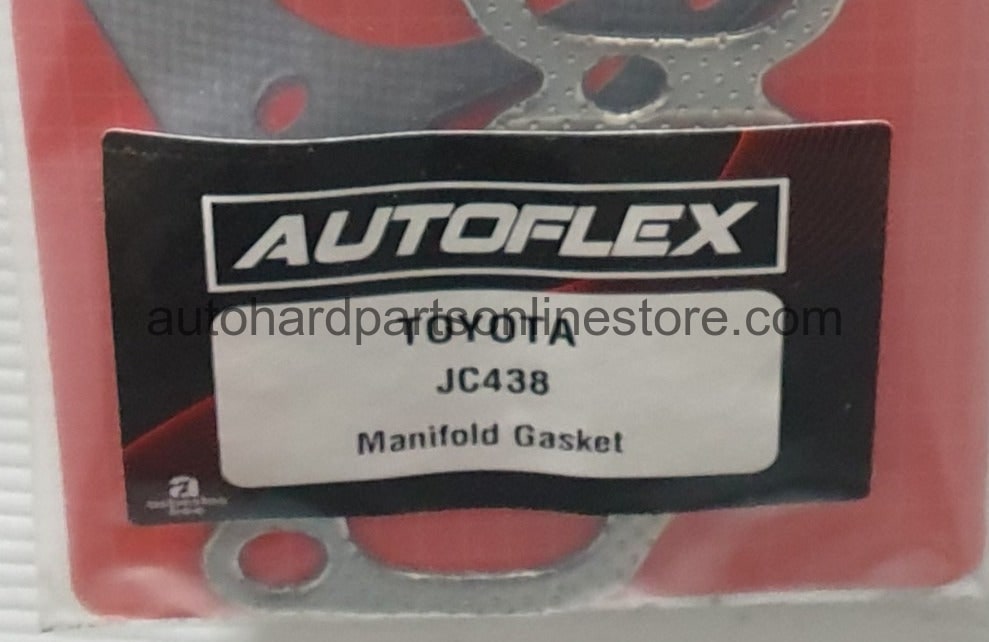 AUTOFLEX
autohardpartsonlinestore.com
TOYOTA
JC438
Manifold Gasket
a